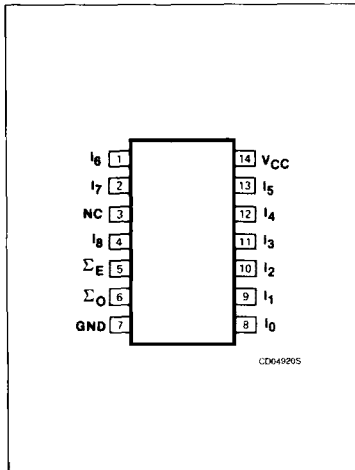 I6 1 14 VCC
I7 2 13 I5
NC 3 12 I4
I8 4 11 I3
ΣE 5 10 I2
ΣO 6 9 I1
GND 7 8 I0
CD04920S